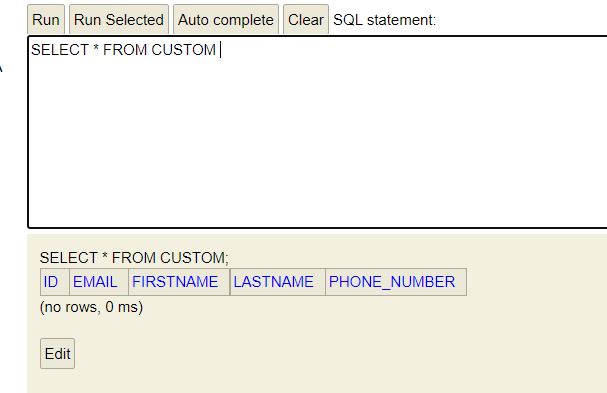 Run Run Selected Auto complete Clear SQL statement:
SELECT * FROM CUSTOM
SELECT * FROM CUSTOM;
ID EMAIL FIRSTNAME LASTNAME PHONE_NUMBER
(no rows, 0 ms)
Edit